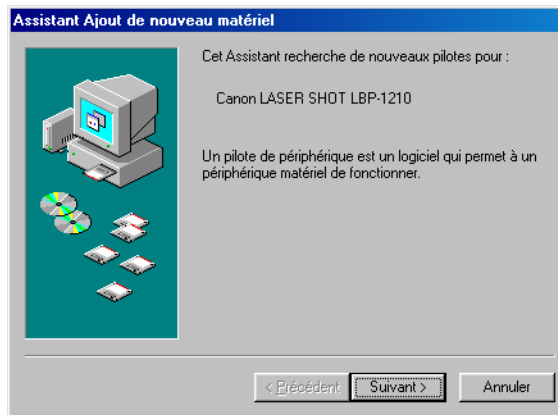 Assistant Ajout de nouveau matériel
Cet Assistant recherche de nouveaux pilotes pour :
Canon LASER SHOT LBP-1210
Un pilote de périphérique est un logiciel qui permet à un
périphérique matériel de fonctionner.
< Précédent
Suivant >
Annuler